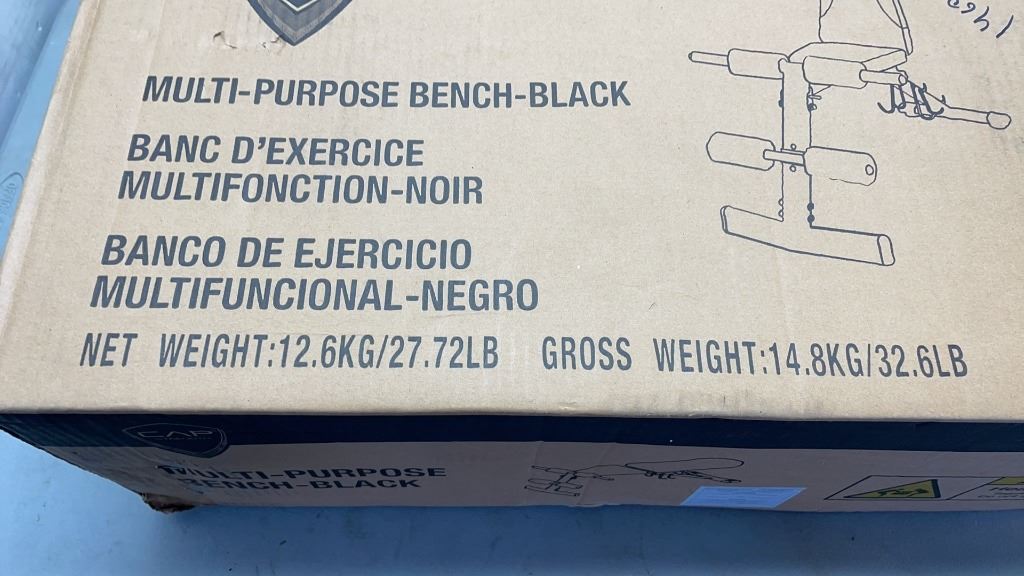 MULTI-PURPOSE BENCH-BLACK
BANC D'EXERCICE
MULTIFONCTION-NOIR
BANCO DE EJERCICIO
MULTIFUNCIONAL-NEGRO
NET WEIGHT:12.6KG/27.72LB GROSS WEIGHT:14.8KG/32.6LB
CAP
MULTI-PURPOSE
BENCH-BLACK